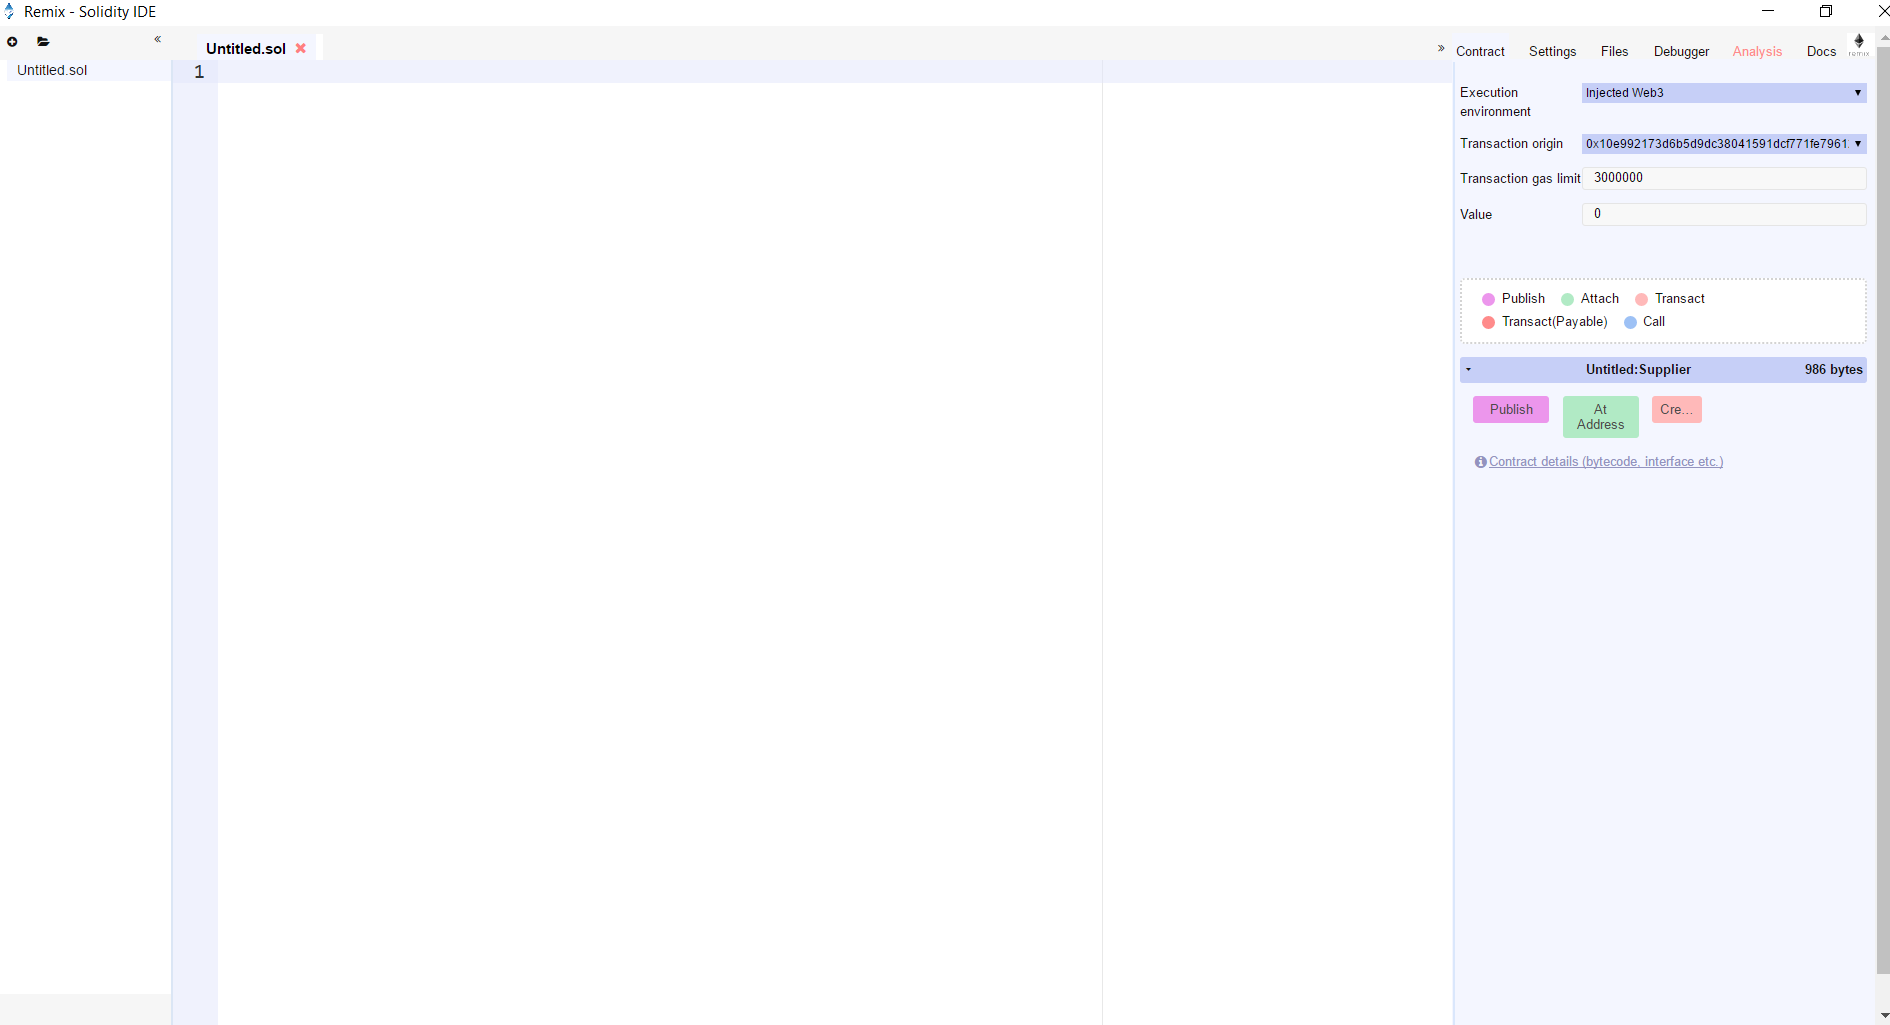 Remix - Solidity IDE
Untitled.sol
Untitled.sol
1
Contract Settings Files Debugger Analysis Docs
remix
Execution environment
Injected Web3
Transaction origin
0x10e992173d6b5d9dc38041591dcf771fe7961
Transaction gas limit
3000000
Value
0
Publish Attach Transact
Transact(Payable) Call
Untitled:Supplier 986 bytes
Publish
At
Address
Cre...
Contract details (bytecode, interface etc.)